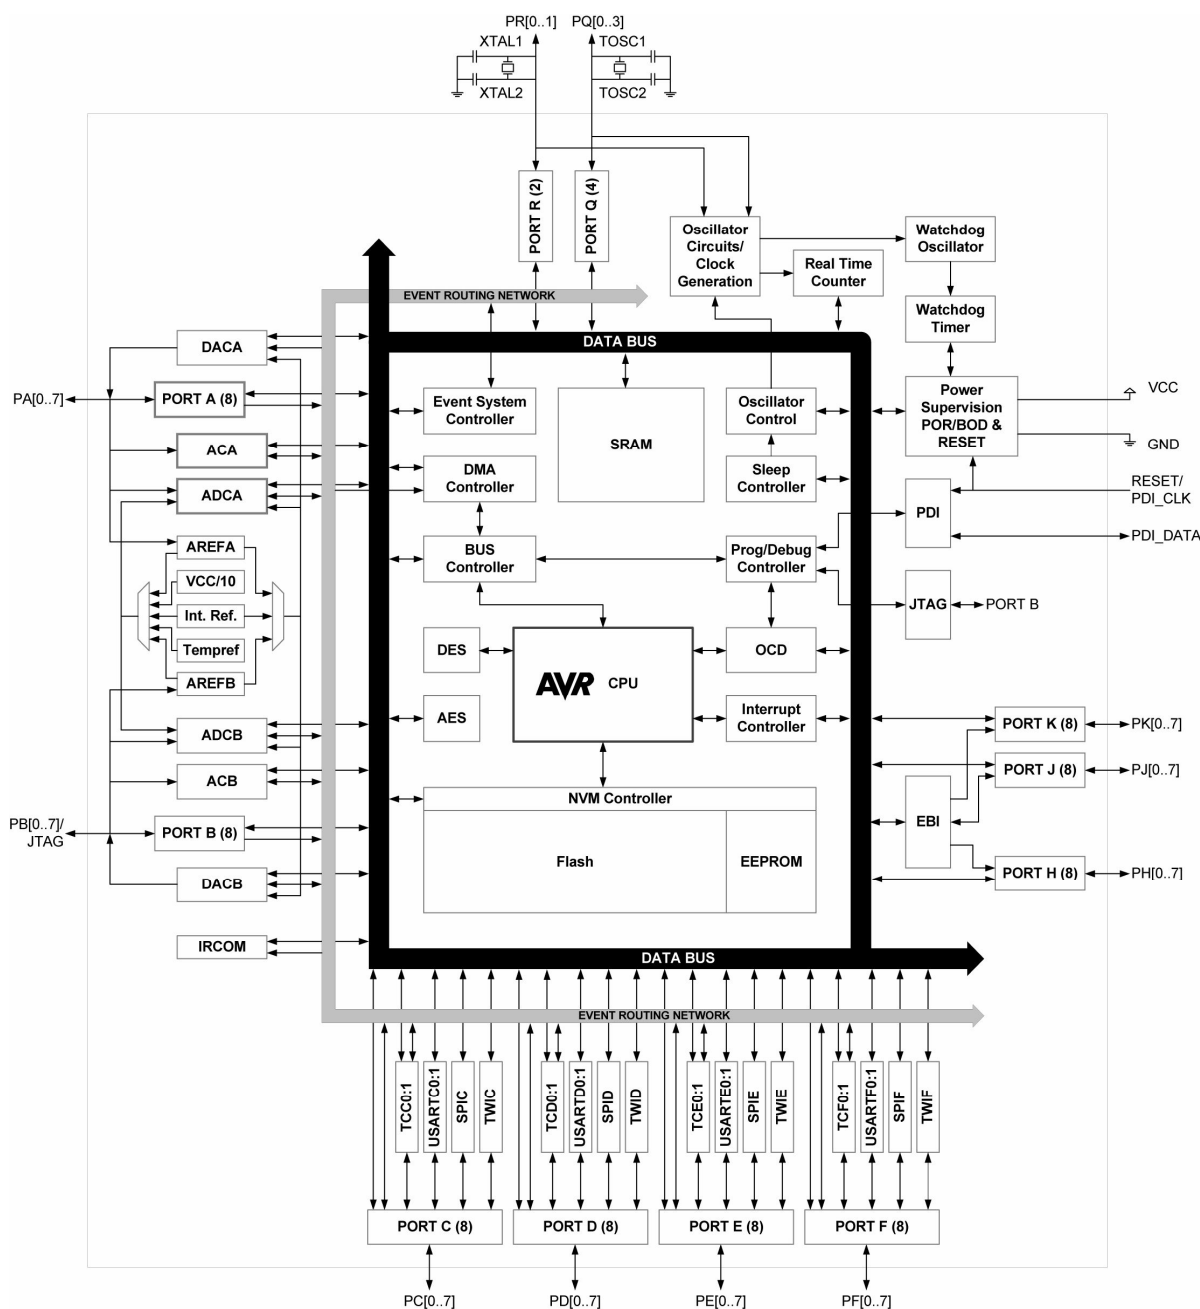 PR[0..1]
PQ[0..3]
XTAL1
TOSC1
XTAL2
TOSC2
PORT R (2)
PORT Q (4)
Oscillator
Circuits/
Clock
Generation
Watchdog
Oscillator
Real Time
Counter
Watchdog
Timer
EVENT ROUTING NETWORK
DATA BUS
DACA
PA[0..7]
PORT A (8)
ACA
ADCA
AREFA
VCC/10
Int. Ref.
Tempref
AREFB
ADCB
ACB
PB[0..7]/
JTAG
PORT B (8)
DACB
IRCOM
Event System
Controller
SRAM
Oscillator
Control
DMA
Controller
Sleep
Controller
BUS
Controller
Prog/Debug
Controller
DES
AVR CPU
OCD
AES
Interrupt
Controller
NVM Controller
Flash
EEPROM
Power
Supervision
POR/BOD &
RESET
VCC
GND
RESET/
PDI_CLK
PDI
PDI_DATA
JTAG
PORT B
PORT K (8)
PK[0..7]
PORT J (8)
PJ[0..7]
EBI
PORT H (8)
PH[0..7]
DATA BUS
EVENT ROUTING NETWORK
TCC0:1
USARTC0:1
SPIC
TWIC
TCD0:1
USARTD0:1
SPID
TWID
TCE0:1
USARTE0:1
SPIE
TWIE
TCF0:1
USARTF0:1
SPIF
TWIF
PORT C (8)
PORT D (8)
PORT E (8)
PORT F (8)
PC[0..7]
PD[0..7]
PE[0..7]
PF[0..7]